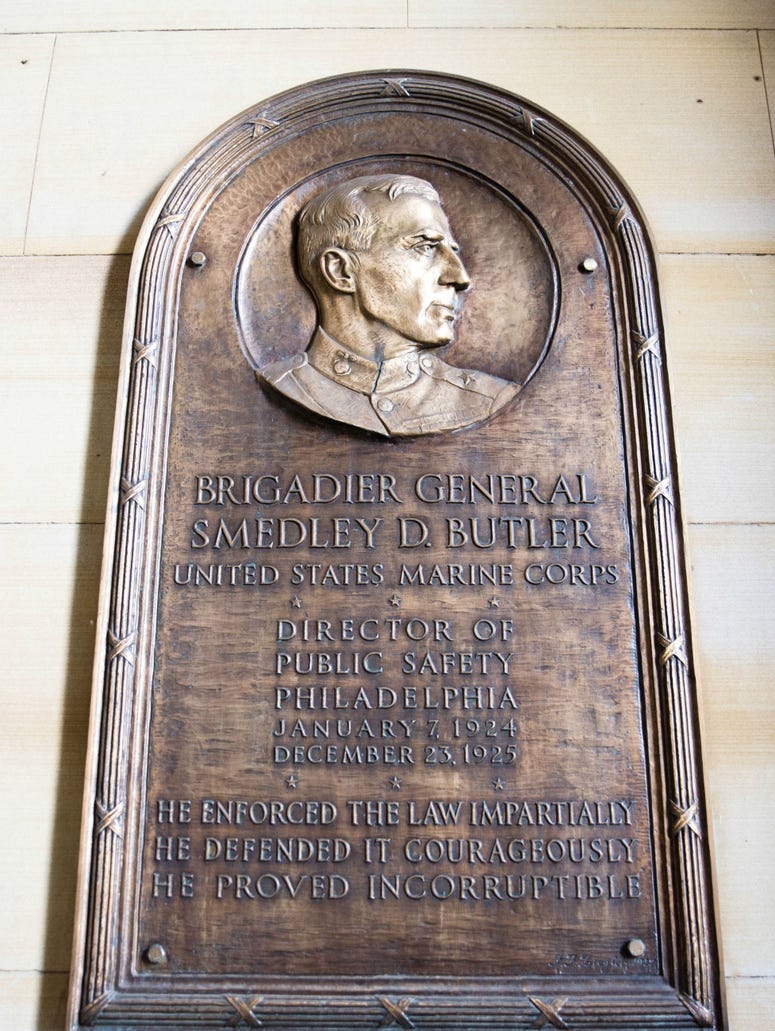 BRIGADIER GENERAL
SMEDLEY D. BUTLER
UNITED STATES MARINE CORPS
DIRECTOR OF
PUBLIC SAFETY
PHILADELPHIA
JANUARY 7, 1924
DECEMBER 23, 1925
HE ENFORCED THE LAW IMPARTIALLY
HE DEFENDED IT COURAGEOUSLY
HE PROVED INCORRUPTIBLE